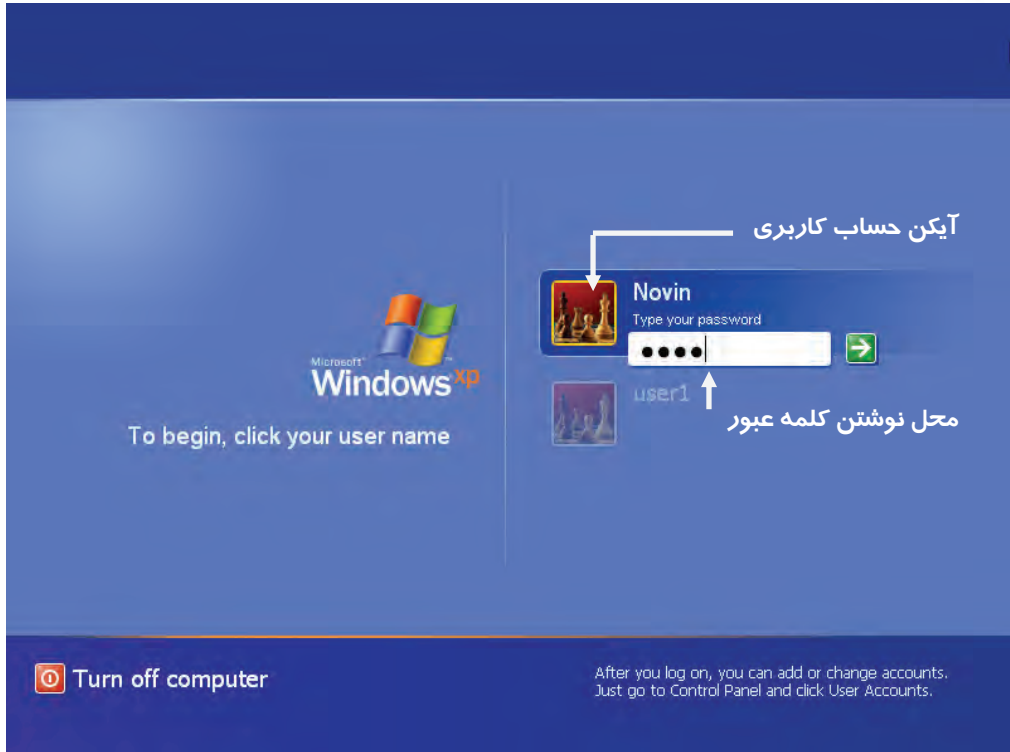 آیکن حساب کاربری
Novin
Type your password
user1
محل نوشتن کلمه عبور
Microsoft
Windows xp
To begin, click your user name
Turn off computer
After you log on, you can add or change accounts.
Just go to Control Panel and click User Accounts.